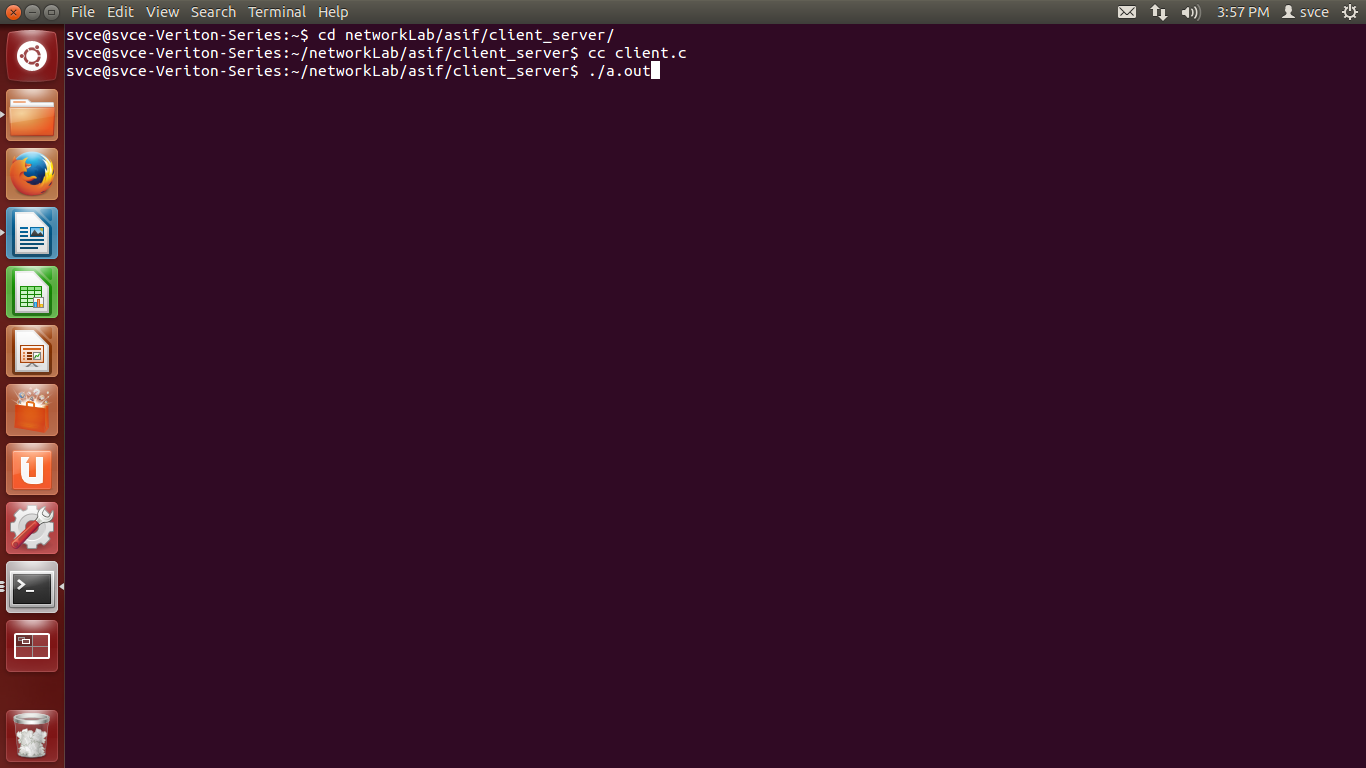 File Edit View Search Terminal Help 3:57 PM svce
svce@svce-Veriton-Series:~$ cd networkLab/asif/client_server/
svce@svce-Veriton-Series:~/networkLab/asif/client_server$ cc client.c
svce@svce-Veriton-Series:~/networkLab/asif/client_server$ ./a.out